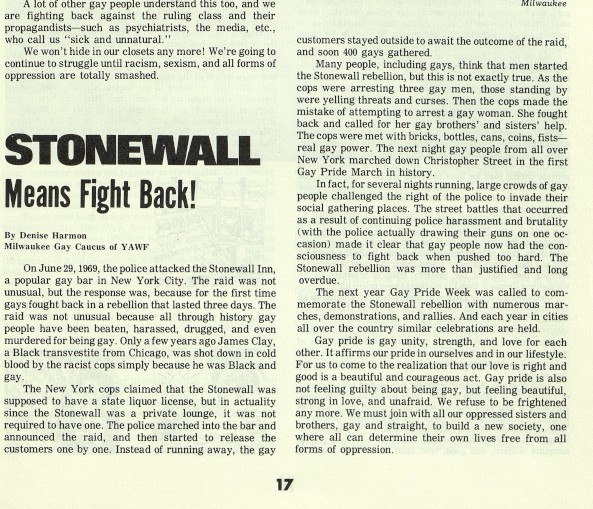 A lot of other gay people understand this too, and we
are fighting back against the ruling class and their
propagandists—such as psychiatrists, the media, etc.,
who call us "sick and unnatural."
We won't hide in our closets any more! We're going to
continue to struggle until racism, sexism, and all forms of
oppression are totally smashed.
STONEWALL
Means Fight Back!
By Denise Harmon
Milwaukee Gay Caucus of YAWF
On June 29, 1969, the police attacked the Stonewall Inn,
a popular gay bar in New York City. The raid was not
unusual, but the response was, because for the first time
gays fought back in a rebellion that lasted three days. The
raid was not unusual because all through history gay
people have been beaten, harassed, drugged, and even
murdered for being gay. Only a few years ago James Clay,
a Black transvestite from Chicago, was shot down in cold
blood by the racist cops simply because he was Black and
gay.
The New York cops claimed that the Stonewall was
supposed to have a state liquor license, but in actuality
since the Stonewall was a private lounge, it was not
required to have one. The police marched into the bar and
announced the raid, and then started to release the
customers one by one. Instead of running away, the gay
Milwaukee
customers stayed outside to await the outcome of the raid,
and soon 400 gays gathered.
Many people, including gays, think that men started
the Stonewall rebellion, but this is not exactly true. As the
cops were arresting three gay men, those standing by
were yelling threats and curses. Then the cops made the
mistake of attempting to arrest a gay woman. She fought
back and called for her gay brothers' and sisters' help.
The cops were met with bricks, bottles, cans, coins, fists—
real gay power. The next night gay people from all over
New York marched down Christopher Street in the first
Gay Pride March in history.
In fact, for several nights running, large crowds of gay
people challenged the right of the police to invade their
social gathering places. The street battles that occurred
as a result of continuing police harassment and brutality
(with the police actually drawing their guns on one oc-
casion) made it clear that gay people now had the con-
sciousness to fight back when pushed too hard. The
Stonewall rebellion was more than justified and long
overdue.
The next year Gay Pride Week was called to com-
memorate the Stonewall rebellion with numerous mar-
ches, demonstrations, and rallies. And each year in cities
all over the country similar celebrations are held.
Gay pride is gay unity, strength, and love for each
other. It affirms our pride in ourselves and in our lifestyle.
For us to come to the realization that our love is right and
good is a beautiful and courageous act. Gay pride is also
not feeling guilty about being gay, but feeling beautiful,
strong in love, and unafraid. We refuse to be frightened
any more. We must join with all our oppressed sisters and
brothers, gay and straight, to build a new society, one
where all can determine their own lives free from all
forms of oppression.
17